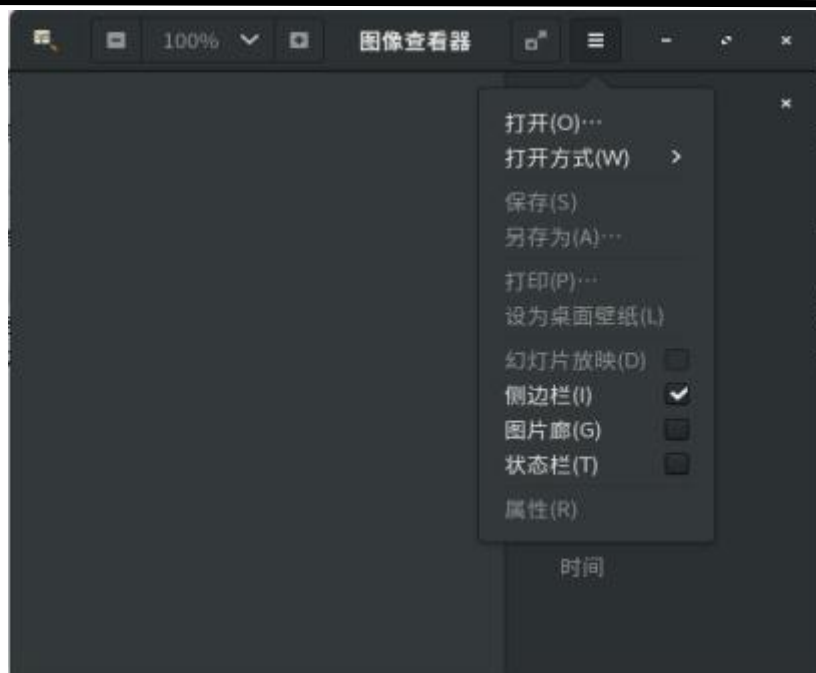 100%
图像查看器
打开(O)…
打开方式(W)
保存(S)
另存为(A)…
打印(P)…
设为桌面壁纸(L)
幻灯片放映(D)
侧边栏(I)
图片廊(G)
状态栏(T)
属性(R)
时间